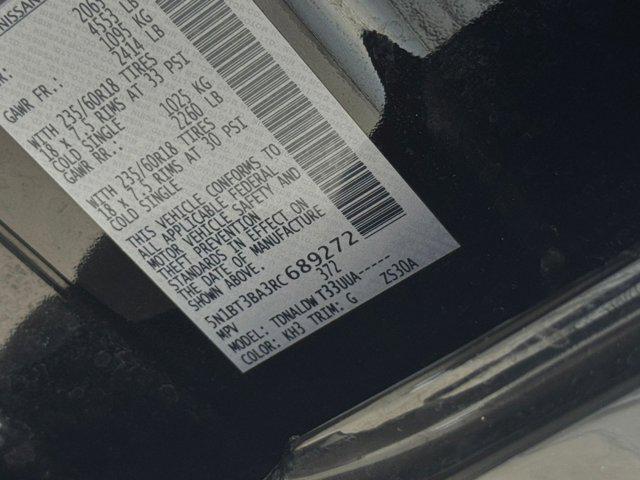 NISSAN
2065
4553 LB
GAWR FR.: 1095 KG
2414 LB
WITH 235/60R18 TIRES
18 X 7.5 RIMS AT 33 PSI
COLD SINGLE
GAWR RR.: 1025 KG
2260 LB
WITH 235/60R18 TIRES
18 X 7.5 RIMS AT 30 PSI
COLD SINGLE
THIS VEHICLE CONFORMS TO
ALL APPLICABLE FEDERAL
MOTOR VEHICLE SAFETY AND
THEFT PREVENTION
STANDARDS IN EFFECT ON
THE DATE OF MANUFACTURE
SHOWN ABOVE.
5N1BT3BA3RC689272
MPV 372
MODEL: TDNALDW T33UUA------
COLOR: KH3 TRIM: G ZS30A